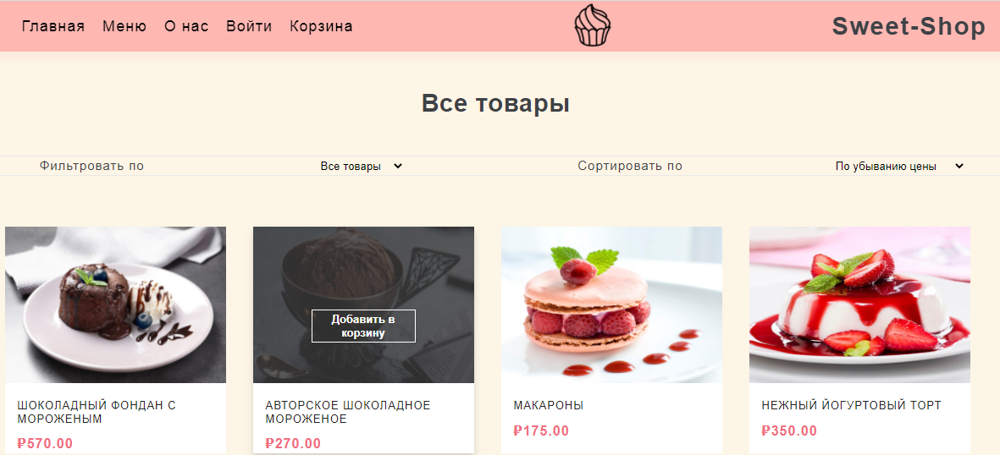 Главная Меню О нас Войти Корзина Sweet-Shop
Все товары
Фильтровать по Все товары Сортировать по По убыванию цены
Добавить в
корзину
ШОКОЛАДНЫЙ ФОНДАН С
МОРОЖЕНЫМ
₽570.00
АВТОРСКОЕ ШОКОЛАДНОЕ
МОРОЖЕНОЕ
₽270.00
МАКАРОНЫ
₽175.00
НЕЖНЫЙ ЙОГУРТОВЫЙ ТОРТ
₽350.00